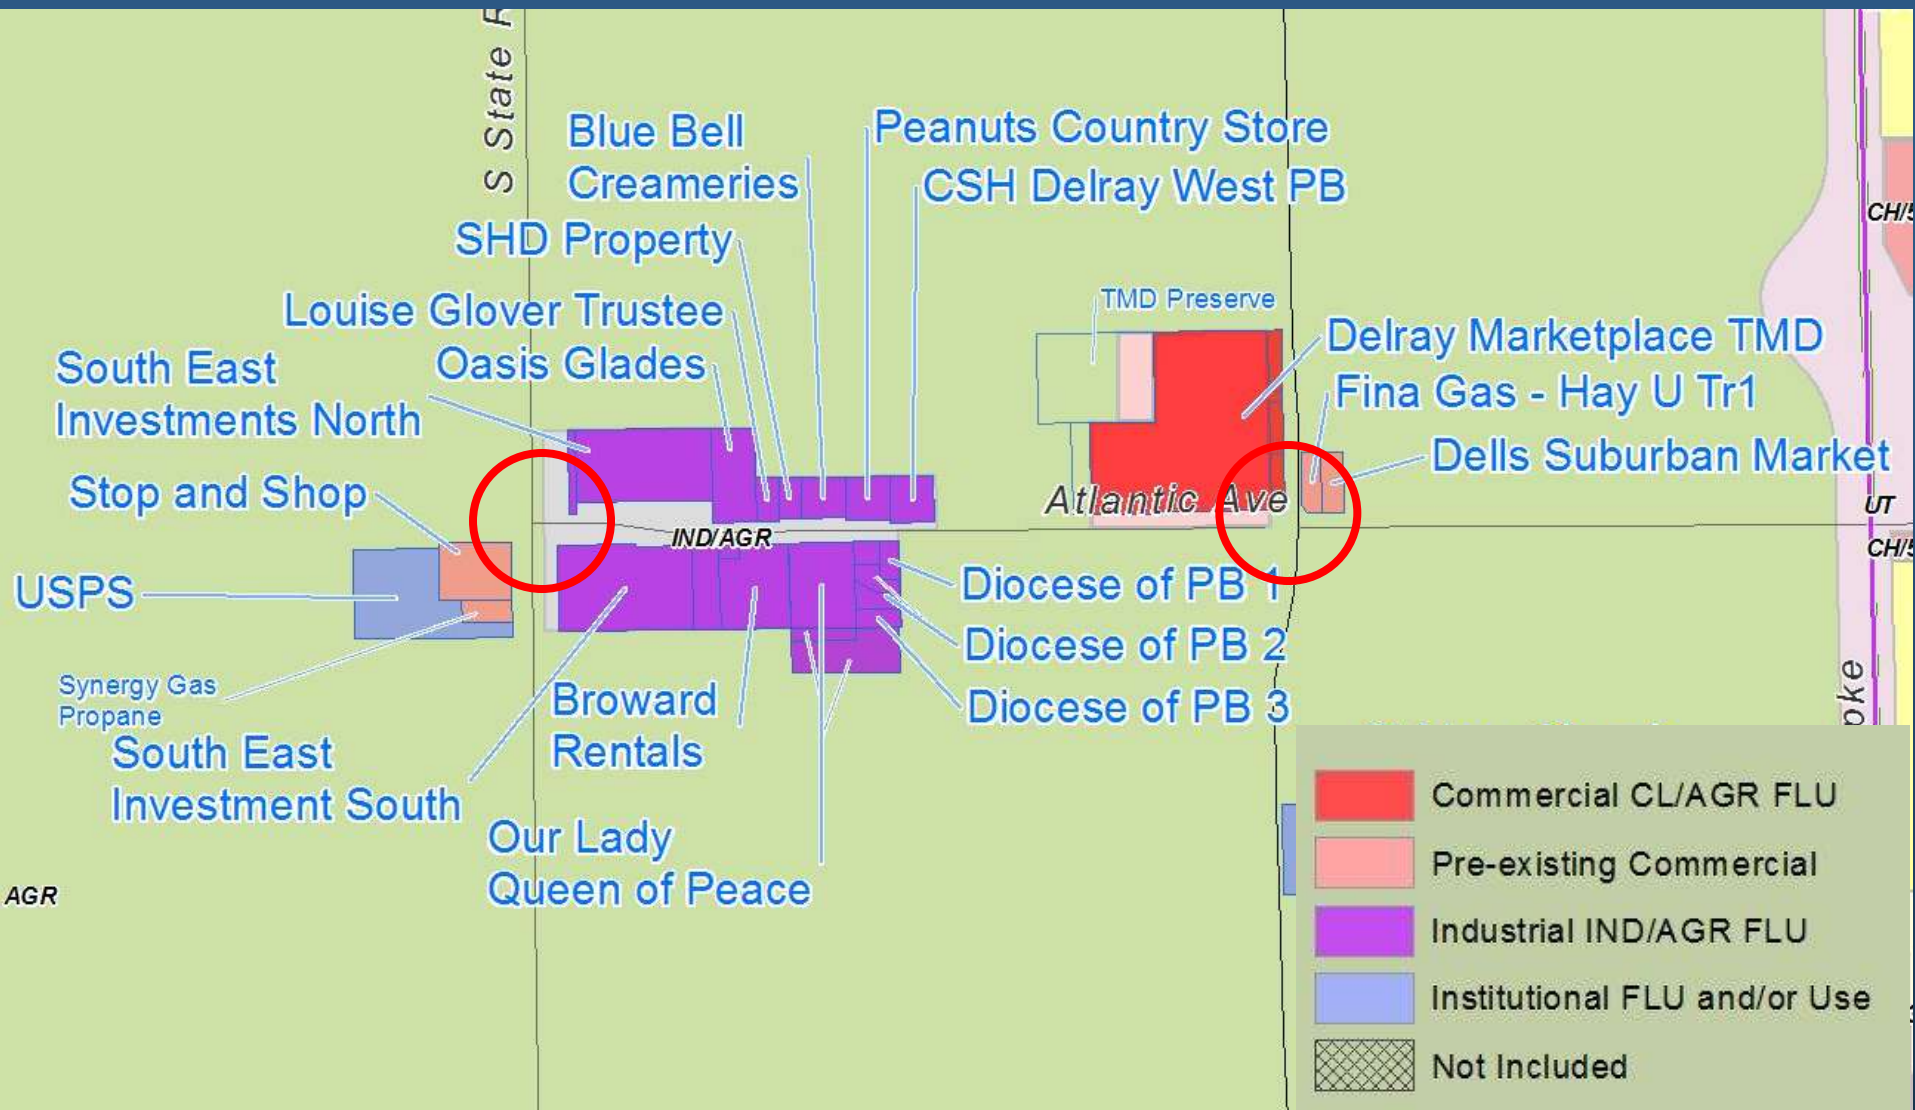 S State R
Blue Bell
Creameries
Peanuts Country Store
CSH Delray West PB
CH/5
SHD Property
Louise Glover Trustee
TMD Preserve
Oasis Glades
South East
Investments North
Delray Marketplace TMD
Fina Gas - Hay U Tr1
Dells Suburban Market
Stop and Shop
Atlantic Ave
UT
IND/AGR
CH/5
USPS
Diocese of PB 1
Diocese of PB 2
Diocese of PB 3
Synergy Gas
Propane
Broward
Rentals
South East
Investment South
Our Lady
Queen of Peace
AGR
pke
Commercial CL/AGR FLU
Pre-existing Commercial
Industrial IND/AGR FLU
Institutional FLU and/or Use
Not Included